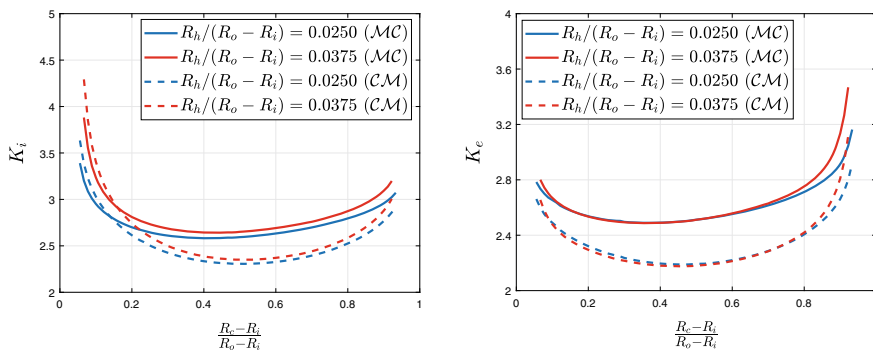 5
4.5
4
3.5
3
2.5
2
K_i
R_h/(R_o − R_i) = 0.0250 (MC)
R_h/(R_o − R_i) = 0.0375 (MC)
R_h/(R_o − R_i) = 0.0250 (CM)
R_h/(R_o − R_i) = 0.0375 (CM)
0 0.2 0.4 0.6 0.8 1
R_c−R_i
R_o−R_i
4
3.6
3.2
2.8
2.4
2
K_e
R_h/(R_o − R_i) = 0.0250 (MC)
R_h/(R_o − R_i) = 0.0375 (MC)
R_h/(R_o − R_i) = 0.0250 (CM)
R_h/(R_o − R_i) = 0.0375 (CM)
0 0.2 0.4 0.6 0.8 1
R_c−R_i
R_o−R_i